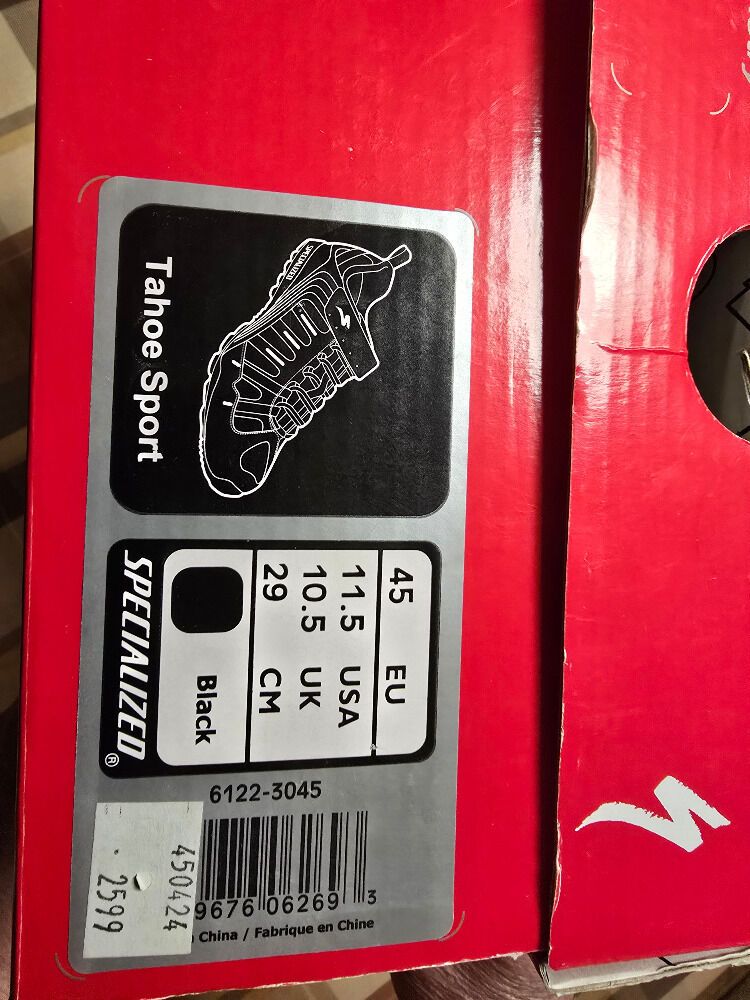 SPECIALIZED
Tahoe Sport
45 EU
11.5 USA
10.5 UK
29 CM
Black
SPECIALIZED®
6122-3045
9676 06269 3
China / Fabrique en Chine
450424
2599